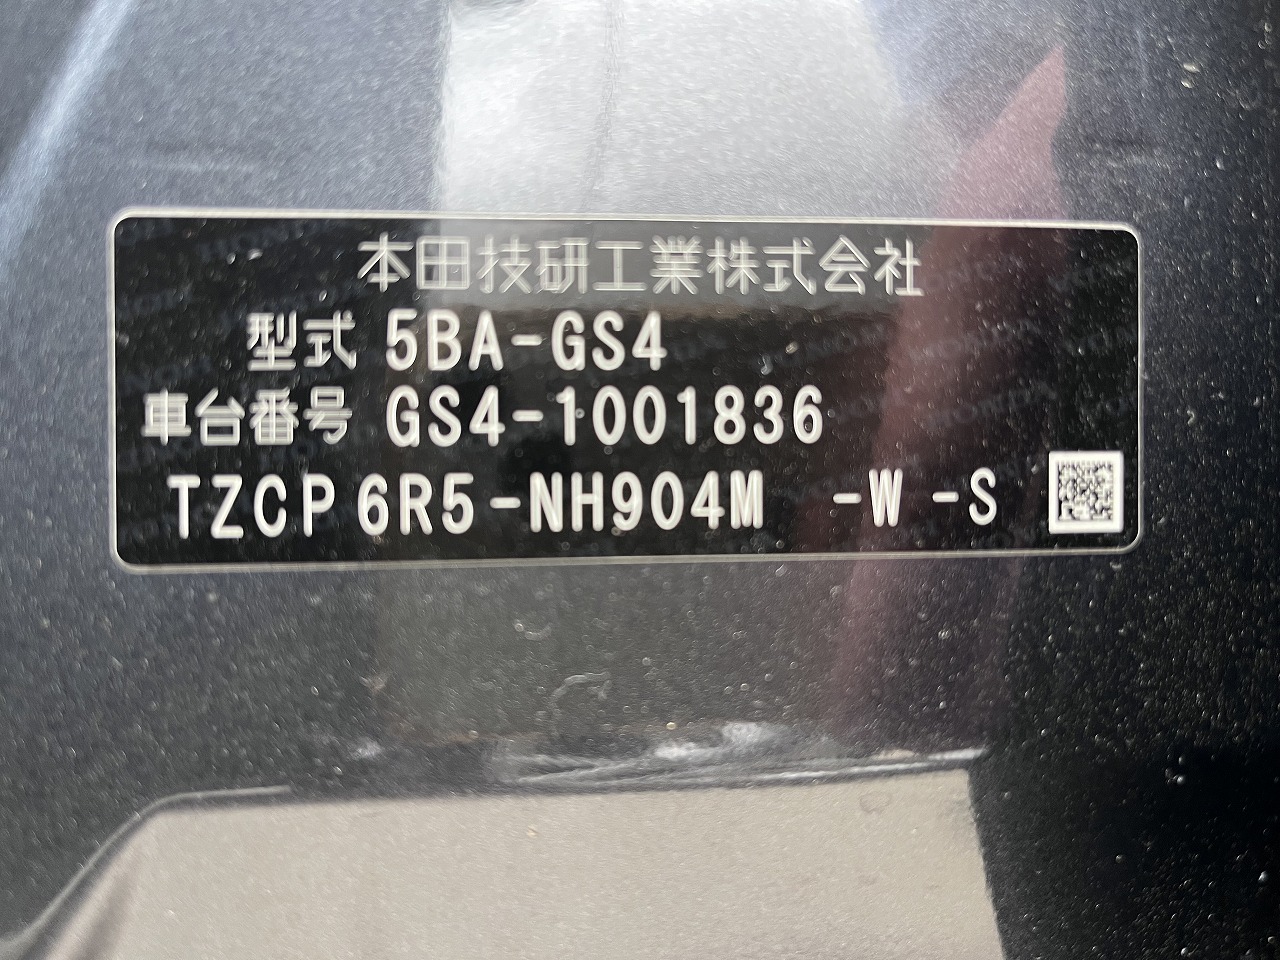 本田技研工業株式会社
型式 5BA-GS4
車台番号 GS4-1001836
TZCP 6R5-NH904M -W -S